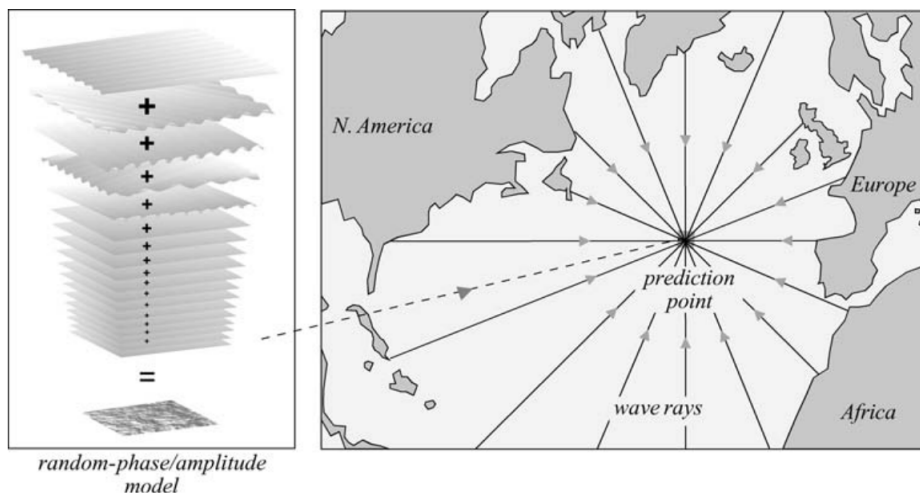 +
+
+
+
+
+
+
+
+
+
+
+
+
=
random-phase/amplitude
model
N. America
Europe
prediction
point
wave rays
Africa